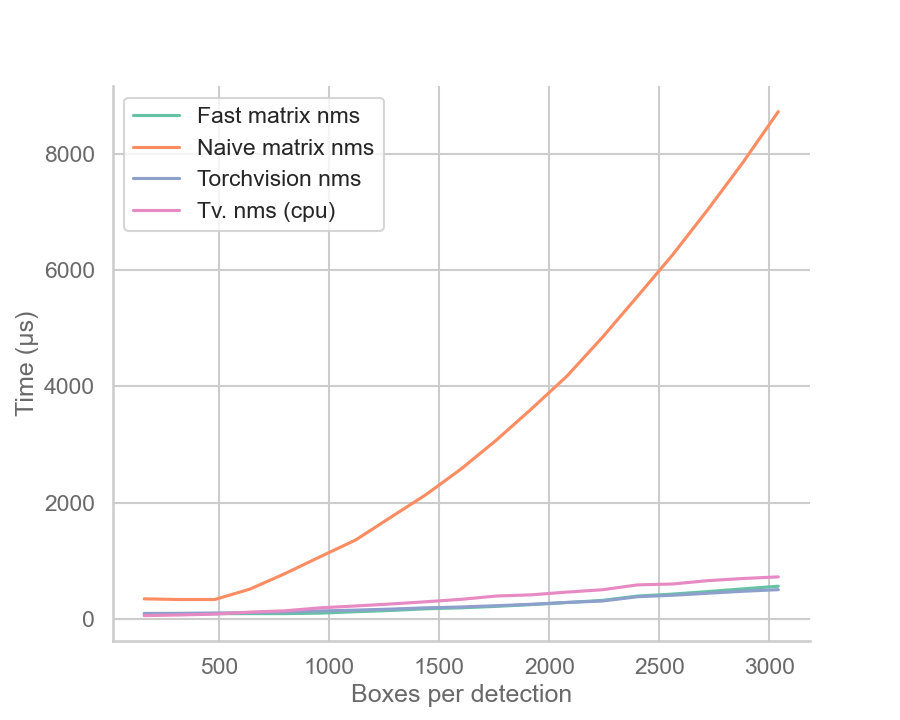 Fast matrix nms
Naive matrix nms
Torchvision nms
Tv. nms (cpu)
8000
6000
4000
2000
0
Time (μs)
500 1000 1500 2000 2500 3000
Boxes per detection